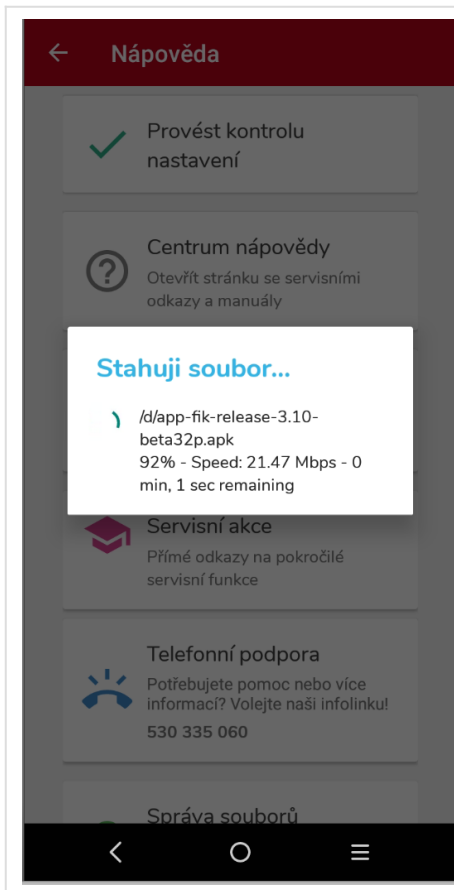 Nápověda
Provést kontrolu
nastavení
Centrum nápovědy
Otevřít stránku se servisními
odkazy a manuály
Stahuji soubor...
/d/app-fik-release-3.10-
beta32p.apk
92% - Speed: 21.47 Mbps - 0
min, 1 sec remaining
Servisní akce
Přímé odkazy na pokročilé
servisní funkce
Telefonní podpora
Potřebujete pomoc nebo více
informací? Volejte naši infolinku!
530 335 060
Správa souborů